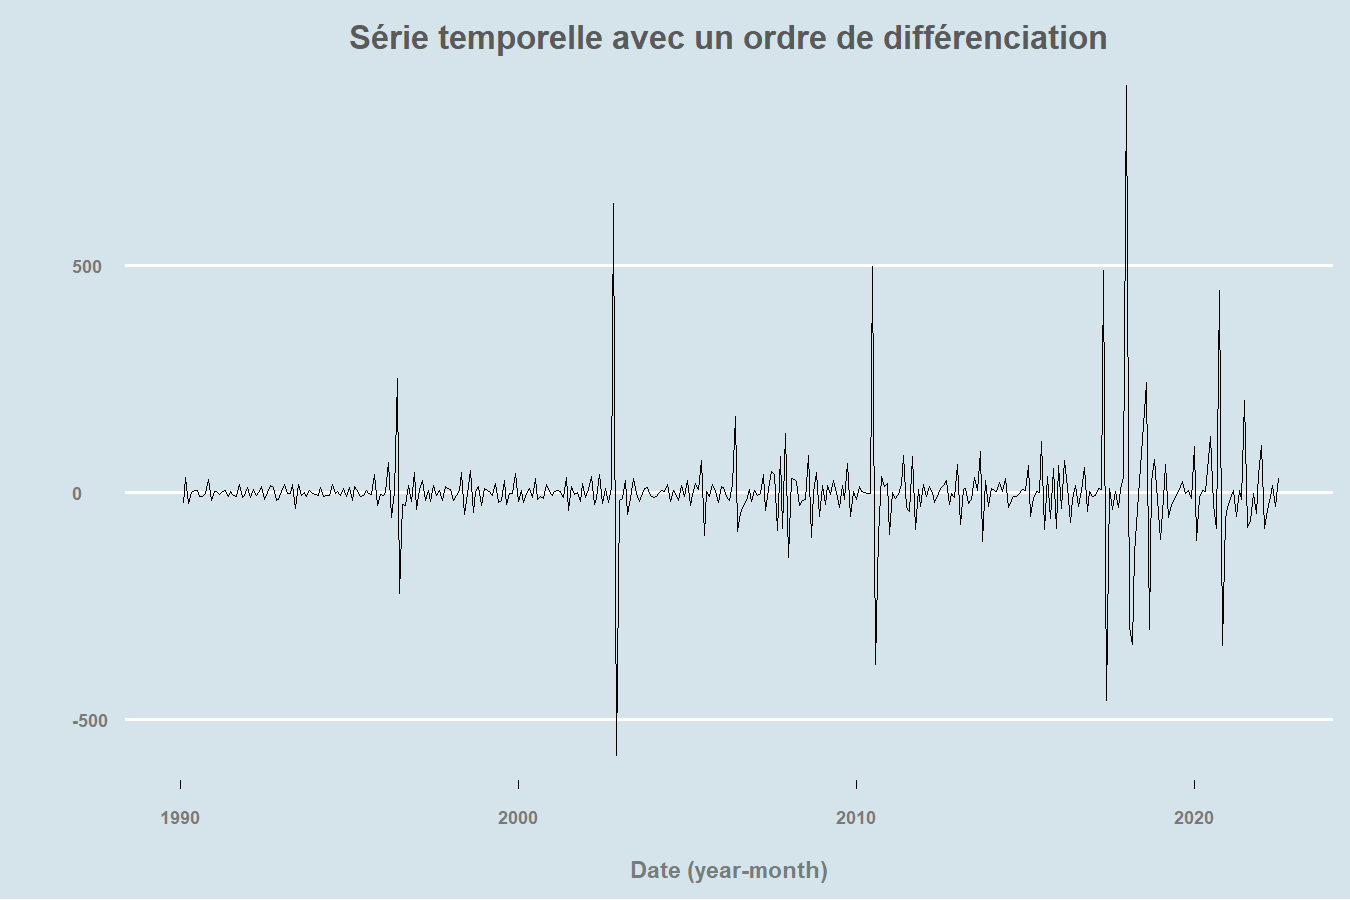 Série temporelle avec un ordre de différenciation
500
0
-500
1990 2000 2010 2020
Date (year-month)